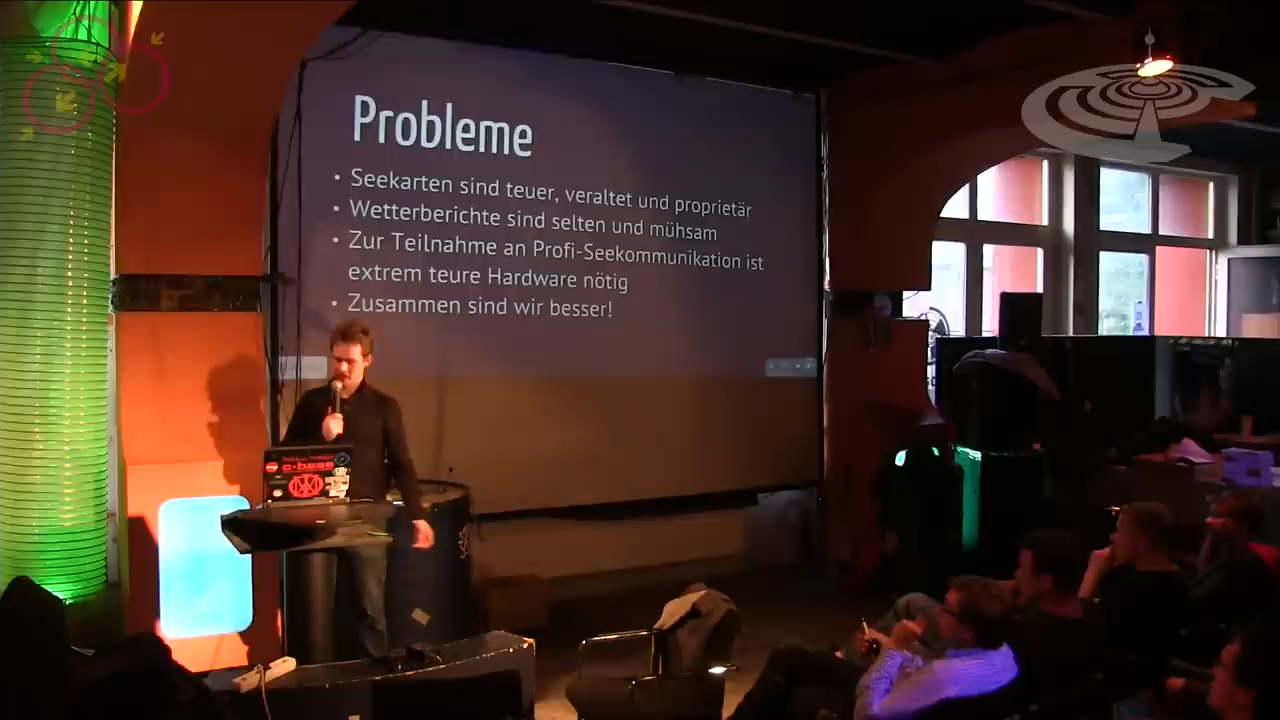 Probleme
• Seekarten sind teuer, veraltet und proprietär
• Wetterberichte sind selten und mühsam
• Zur Teilnahme an Profi-Seekommunikation ist
extrem teure Hardware nötig
• Zusammen sind wir besser!
c-base